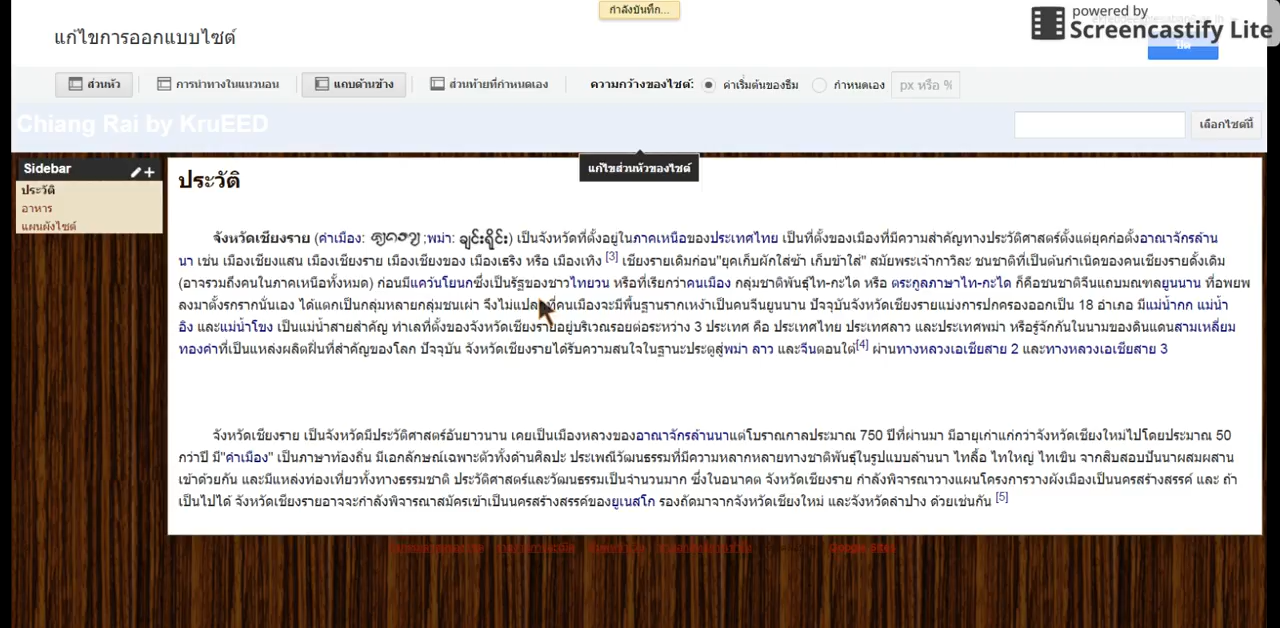 กำลังบันทึก...
powered by
Screencastify Lite
แก้ไขการออกแบบไซต์
ปิด
ส่วนหัว การนำทางในแนวนอน แถบด้านข้าง ส่วนท้ายที่กำหนดเอง ความกว้างของไซต์: ค่าเริ่มต้นของธีม กำหนดเอง px หรือ %
Chiang Rai by KruEED
เลือกไซต์นี้
แก้ไขส่วนหัวของไซต์
Sidebar
ประวัติ
อาหาร
แผนผังไซต์
ประวัติ
จังหวัดเชียงราย (คำเมือง: ;พม่า: ချင်းရိုင်း) เป็นจังหวัดที่ตั้งอยู่ในภาคเหนือของประเทศไทย เป็นที่ตั้งของเมืองที่มีความสำคัญทางประวัติศาสตร์ตั้งแต่ยุคก่อตั้งอาณาจักรล้าน
นา เช่น เมืองเชียงแสน เมืองเชียงราย เมืองเชียงของ เมืองเธริง หรือ เมืองเทิง [3] เชียงรายเดิมก่อน"ยุคเก็บผักใส่ซ้า เก็บข้าใส่" สมัยพระเจ้ากาวิละ ชนชาติที่เป็นต้นกำเนิดของคนเชียงรายดั้งเดิม
(อาจรวมถึงคนในภาคเหนือทั้งหมด) ก่อนมีแคว้นโยนกซึ่งเป็นรัฐของชาวไทยวน หรือที่เรียกว่าคนเมือง กลุ่มชาติพันธุ์ไท-กะได หรือ ตระกูลภาษาไท-กะได ก็คือชนชาติจีนแถบมณฑลยูนนาน ที่อพยพ
ลงมาตั้งรกรากนั่นเอง ได้แตกเป็นกลุ่มหลายกลุ่มชนเผ่า จึงไม่แปลกที่คนเมืองจะมีพื้นฐานรากเหง้าเป็นคนจีนยูนนาน ปัจจุบันจังหวัดเชียงรายแบ่งการปกครองออกเป็น 18 อำเภอ มีแม่น้ำกก แม่น้ำ
อิง และแม่น้ำโขง เป็นแม่น้ำสายสำคัญ ทำเลที่ตั้งของจังหวัดเชียงรายอยู่บริเวณรอยต่อระหว่าง 3 ประเทศ คือ ประเทศไทย ประเทศลาว และประเทศพม่า หรือรู้จักกันในนามของดินแดนสามเหลี่ยม
ทองคำที่เป็นแหล่งผลิตฝิ่นที่สำคัญของโลก ปัจจุบัน จังหวัดเชียงรายได้รับความสนใจในฐานะประตูสู่พม่า ลาว และจีนตอนใต้[4] ผ่านทางหลวงเอเชียสาย 2 และทางหลวงเอเชียสาย 3
จังหวัดเชียงราย เป็นจังหวัดมีประวัติศาสตร์อันยาวนาน เคยเป็นเมืองหลวงของอาณาจักรล้านนาแต่โบราณกาลประมาณ 750 ปีที่ผ่านมา มีอายุเก่าแก่กว่าจังหวัดเชียงใหม่ไปโดยประมาณ 50
กว่าปี มี"คำเมือง" เป็นภาษาท้องถิ่น มีเอกลักษณ์เฉพาะตัวทั้งด้านศิลปะ ประเพณีวัฒนธรรมที่มีความหลากหลายทางชาติพันธุ์ในรูปแบบล้านนา ไทลื้อ ไทใหญ่ ไทเขิน จากสิบสอบปันนาผสมผสาน
เข้าด้วยกัน และมีแหล่งท่องเที่ยวทั้งทางธรรมชาติ ประวัติศาสตร์และวัฒนธรรมเป็นจำนวนมาก ซึ่งในอนาคต จังหวัดเชียงราย กำลังพิจารณาวางแผนโครงการวางผังเมืองเป็นนครสร้างสรรค์ และ ถ้า
เป็นไปได้ จังหวัดเชียงรายอาจจะกำลังพิจารณาสมัครเข้าเป็นนครสร้างสรรค์ของยูเนสโก รองถัดมาจากจังหวัดเชียงใหม่ และจังหวัดลำปาง ด้วยเช่นกัน [5]
Google Sites